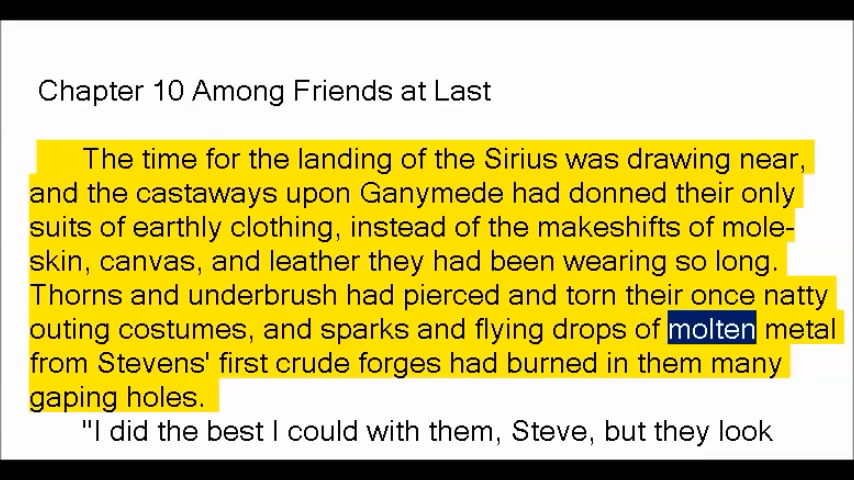 Chapter 10 Among Friends at Last
The time for the landing of the Sirius was drawing near,
and the castaways upon Ganymede had donned their only
suits of earthly clothing, instead of the makeshifts of mole-
skin, canvas, and leather they had been wearing so long.
Thorns and underbrush had pierced and torn their once natty
outing costumes, and sparks and flying drops of molten metal
from Stevens' first crude forges had burned in them many
gaping holes.
"I did the best I could with them, Steve, but they look